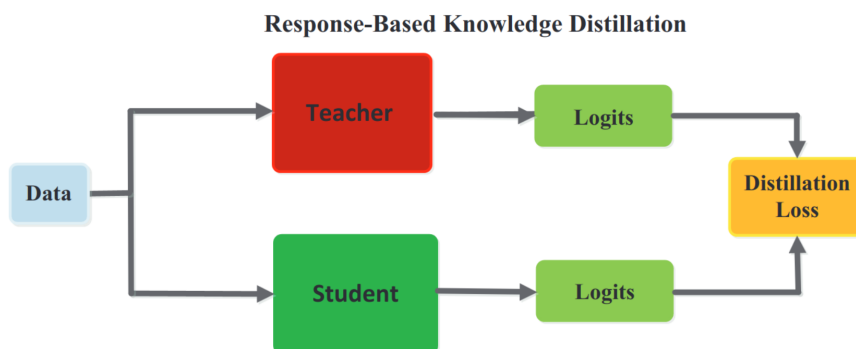 Response-Based Knowledge Distillation
Teacher
Logits
Data
Distillation
Loss
Student
Logits